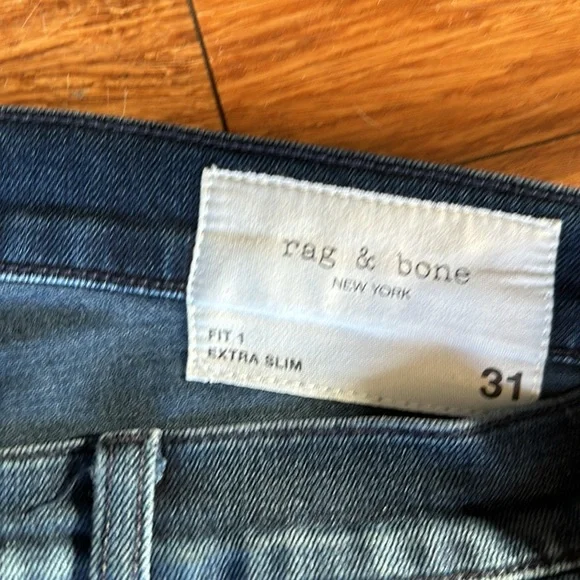 rag & bone
NEW YORK
FIT 1
EXTRA SLIM
31